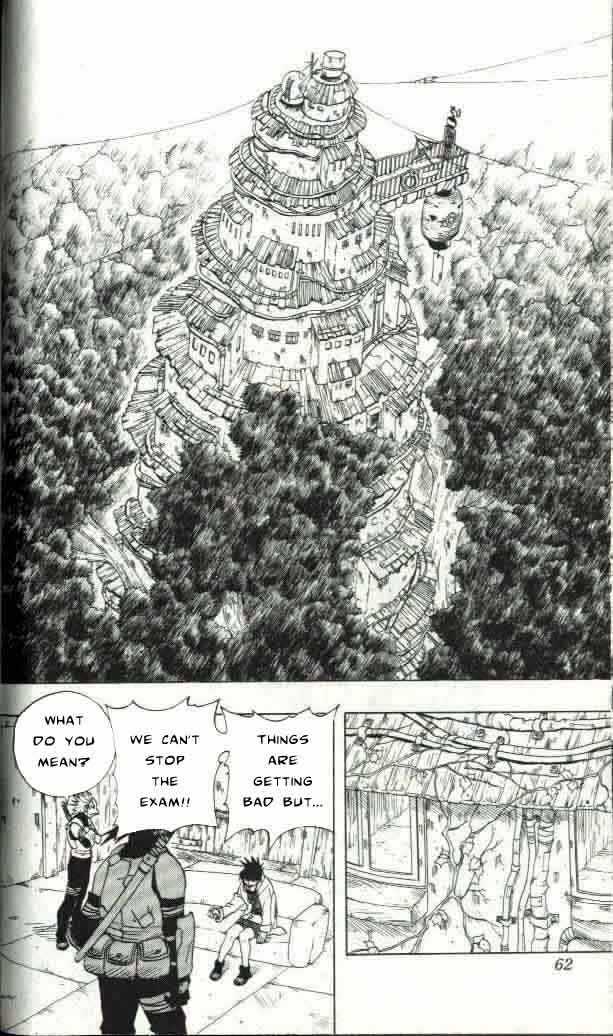 THINGS
ARE
GETTING
BAD BUT...
WE CAN'T
STOP
THE
EXAM!!
WHAT
DO YOU
MEAN?
62